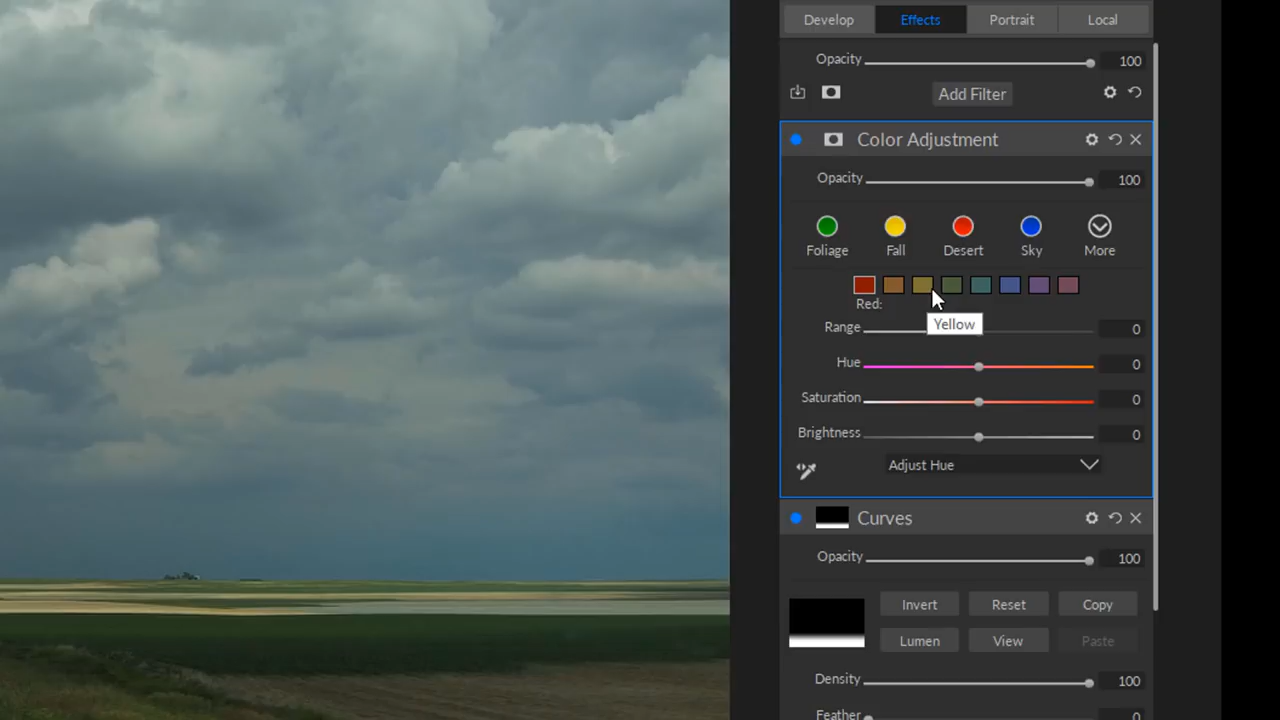 Develop Effects Portrait Local
Opacity 100
Add Filter
Color Adjustment
Opacity 100
Foliage Fall Desert Sky More
Red:
Yellow
Range 0
Hue 0
Saturation 0
Brightness 0
Adjust Hue
Curves
Opacity 100
Invert Reset Copy
Lumen View Paste
Density 100
Feather 0